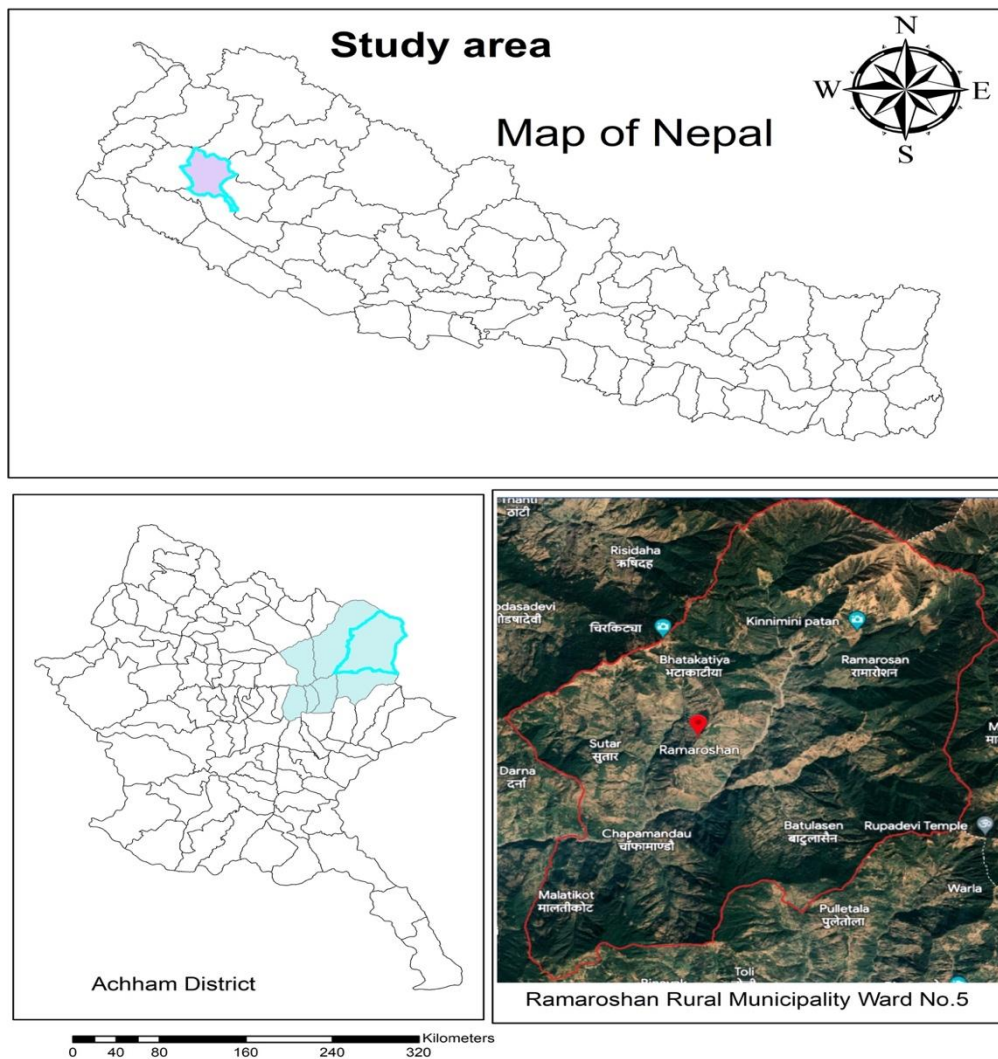 Study area
Map of Nepal
N
W
E
S
Achham District
ठांटी
Risidaha
ऋषिदह
चिरकिट्या
Kinnimini patan
Bhatakatiya
भटाकाटीया
Ramarosan
रामारोशन
Sutar
सुतार
Ramaroshan
Darna
दर्ना
Chapamandau
चाँफामाण्डौ
Batulasen
बाटुलासैन
Rupadevi Temple
Malatikot
मालतीकोट
Warla
Pulletala
पुलेतोला
Toli
Ramaroshan Rural Municipality Ward No.5
Kilometers
0 20 40 80 160 240 320